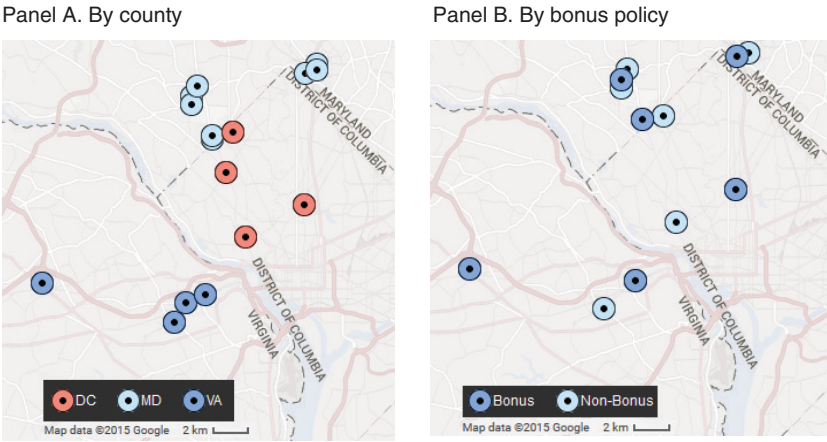 Panel A. By county
MARYLAND
DISTRICT OF COLUMBIA
DISTRICT OF COLUMBIA
VIRGINIA
DC MD VA
Map data ©2015 Google 2 km
Panel B. By bonus policy
MARYLAND
DISTRICT OF COLUMBIA
DISTRICT OF COLUMBIA
VIRGINIA
Bonus Non-Bonus
Map data ©2015 Google 2 km